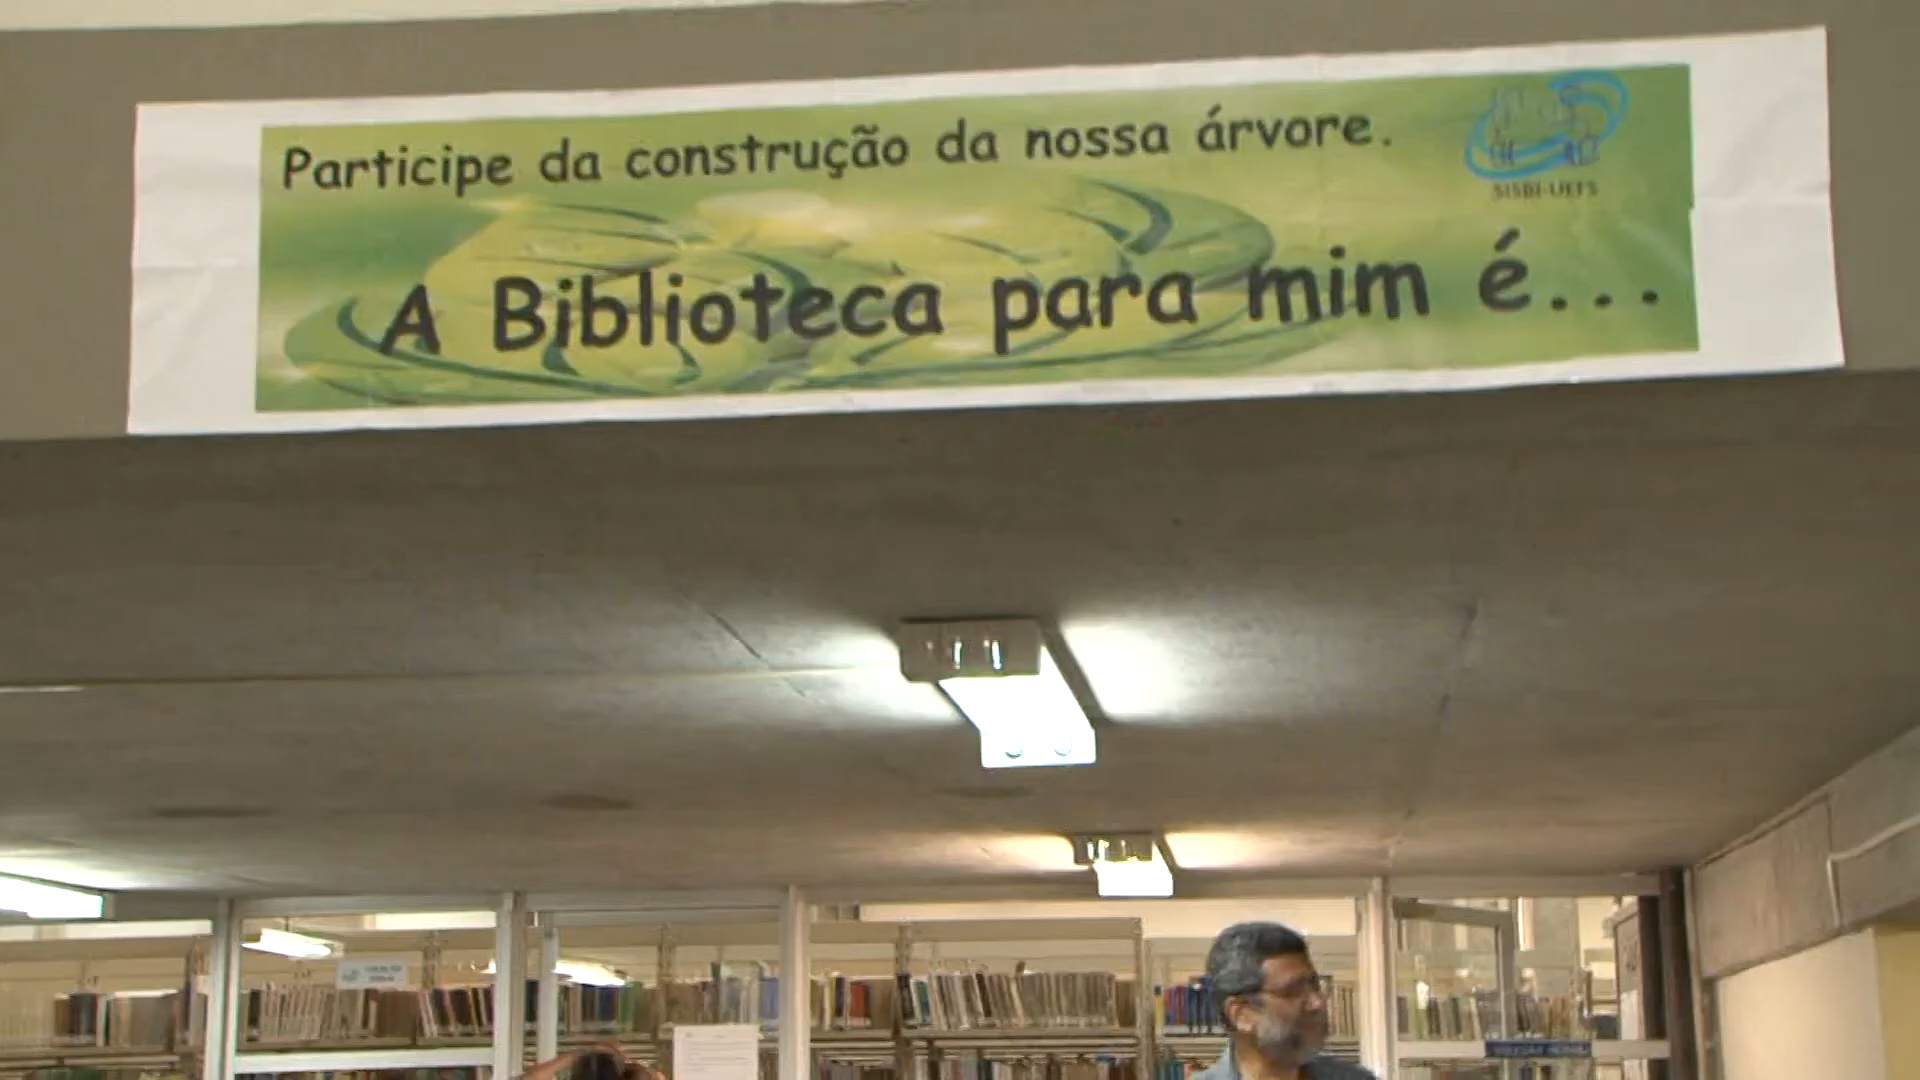 Participe da construção da nossa árvore.
SISBI-UEFS
A Biblioteca para mim é...